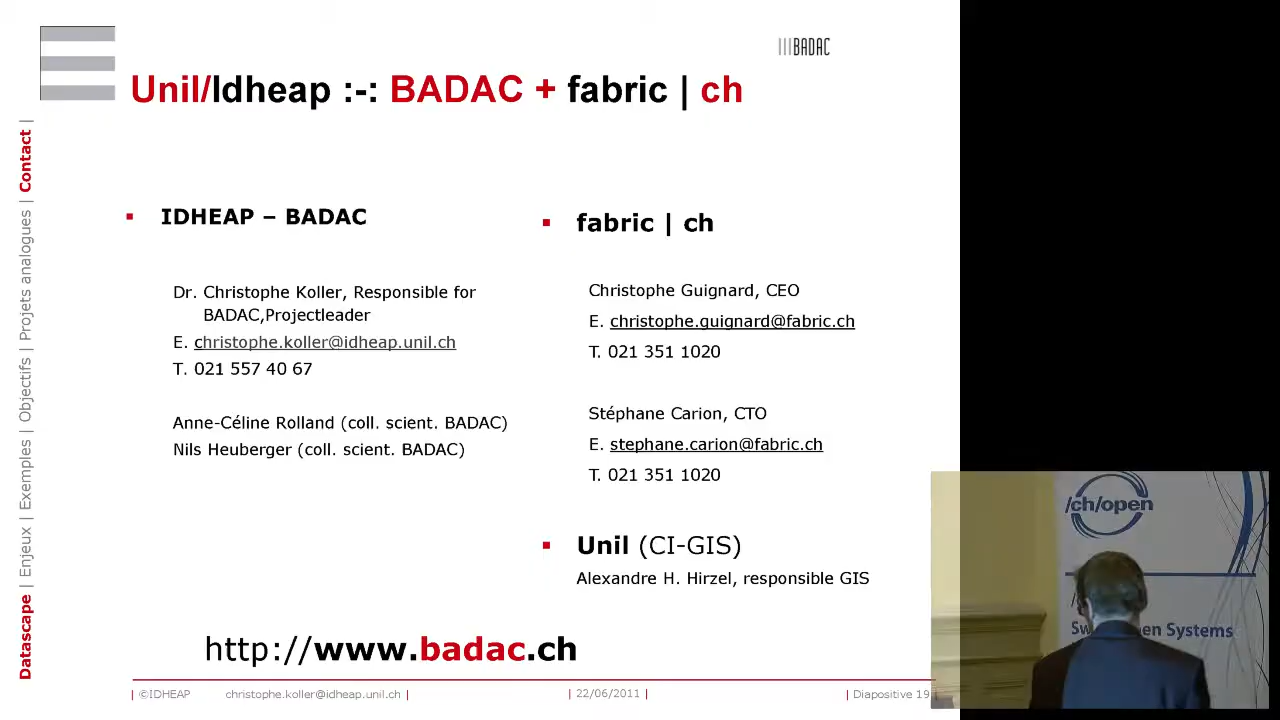 |||BADAC
Unil/Idheap :-: BADAC + fabric | ch
Datascape | Enjeux | Exemples | Objectifs | Projets analogues | Contact |
▪ IDHEAP – BADAC
Dr. Christophe Koller, Responsible for
BADAC,Projectleader
E. christophe.koller@idheap.unil.ch
T. 021 557 40 67
Anne-Céline Rolland (coll. scient. BADAC)
Nils Heuberger (coll. scient. BADAC)
▪ fabric | ch
Christophe Guignard, CEO
E. christophe.guignard@fabric.ch
T. 021 351 1020
Stéphane Carion, CTO
E. stephane.carion@fabric.ch
T. 021 351 1020
▪ Unil (CI-GIS)
Alexandre H. Hirzel, responsible GIS
http://www.badac.ch
| ©IDHEAP christophe.koller@idheap.unil.ch | | 22/06/2011 | | Diapositive 19
/ch/open
Systems